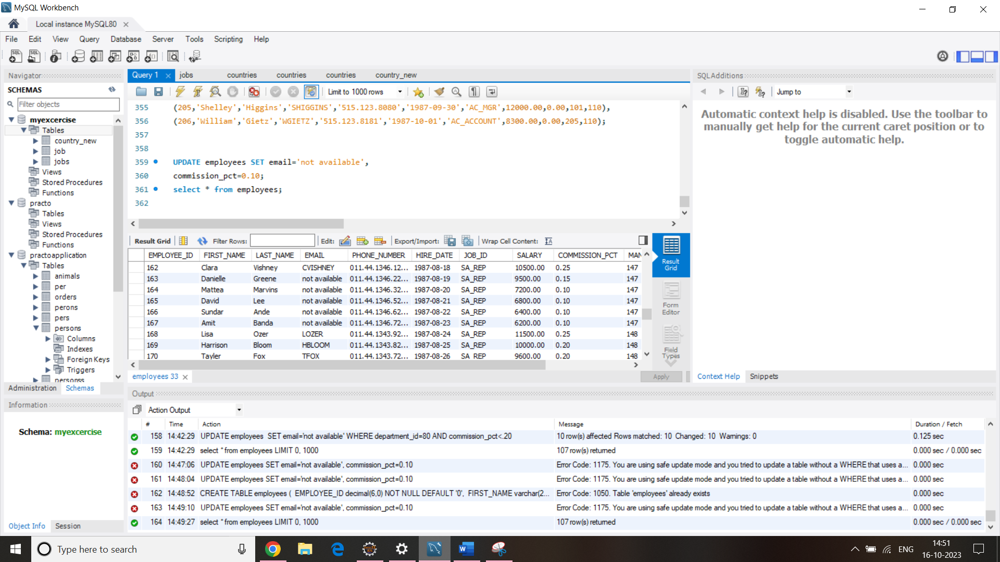 MySQL Workbench
Local instance MySQL80
File Edit View Query Database Server Tools Scripting Help
Navigator
SCHEMAS
Filter objects
myexcercise
Tables
country_new
job
jobs
Views
Stored Procedures
Functions
practo
Tables
Views
Stored Procedures
Functions
practoapplication
Tables
animals
per
orders
perons
pers
persons
Columns
Indexes
Foreign Keys
Triggers
personss
Administration Schemas
Information
Schema: myexcercise
Object Info Session
Query 1 jobs countries countries countries country_new
Limit to 1000 rows
355 (205,'Shelley','Higgins','SHIGGINS','515.123.8080','1987-09-30','AC_MGR',12000.00,0.00,101,110),
356 (206,'William','Gietz','WGIETZ','515.123.8181','1987-10-01','AC_ACCOUNT',8300.00,0.00,205,110);
357
358
359 UPDATE employees SET email='not available',
360 commission_pct=0.10;
361 select * from employees;
362
Result Grid Filter Rows: Edit: Export/Import: Wrap Cell Content:
EMPLOYEE_ID FIRST_NAME LAST_NAME EMAIL PHONE_NUMBER HIRE_DATE JOB_ID SALARY COMMISSION_PCT MAN
162 Clara Vishney CVISHNEY 011.44.1346.12... 1987-08-18 SA_REP 10500.00 0.25 147
163 Danielle Greene not available 011.44.1346.22... 1987-08-19 SA_REP 9500.00 0.15 147
164 Mattea Marvins not available 011.44.1346.32... 1987-08-20 SA_REP 7200.00 0.10 147
165 David Lee not available 011.44.1346.52... 1987-08-21 SA_REP 6800.00 0.10 147
166 Sundar Ande not available 011.44.1346.62... 1987-08-22 SA_REP 6400.00 0.10 147
167 Amit Banda not available 011.44.1346.72... 1987-08-23 SA_REP 6200.00 0.10 147
168 Lisa Ozer LOZER 011.44.1343.92... 1987-08-24 SA_REP 11500.00 0.25 148
169 Harrison Bloom HBLOOM 011.44.1343.82... 1987-08-25 SA_REP 10000.00 0.20 148
170 Tayler Fox TFOX 011.44.1343.72... 1987-08-26 SA_REP 9600.00 0.20 148
Result Grid
Form Editor
Field Types
employees 33
Apply
SQLAdditions
Jump to
Automatic context help is disabled. Use the toolbar to
manually get help for the current caret position or to
toggle automatic help.
Context Help Snippets
Output
Action Output
# Time Action Message Duration / Fetch
158 14:42:29 UPDATE employees SET email='not available' WHERE department_id=80 AND commission_pct<.20 10 row(s) affected Rows matched: 10 Changed: 10 Warnings: 0 0.125 sec
159 14:42:29 select * from employees LIMIT 0, 1000 107 row(s) returned 0.000 sec / 0.000 sec
160 14:47:06 UPDATE employees SET email='not available', commission_pct=0.10 Error Code: 1175. You are using safe update mode and you tried to update a table without a WHERE that uses a... 0.000 sec
161 14:48:04 UPDATE employees SET email='not available', commission_pct=0.10 Error Code: 1175. You are using safe update mode and you tried to update a table without a WHERE that uses a... 0.000 sec
162 14:48:52 CREATE TABLE employees ( EMPLOYEE_ID decimal(6,0) NOT NULL DEFAULT '0', FIRST_NAME varchar(2... Error Code: 1050. Table 'employees' already exists 0.000 sec
163 14:49:10 UPDATE employees SET email='not available', commission_pct=0.10 Error Code: 1175. You are using safe update mode and you tried to update a table without a WHERE that uses a... 0.000 sec
164 14:49:27 select * from employees LIMIT 0, 1000 107 row(s) returned 0.000 sec / 0.000 sec
Type here to search
ENG
14:51
16-10-2023